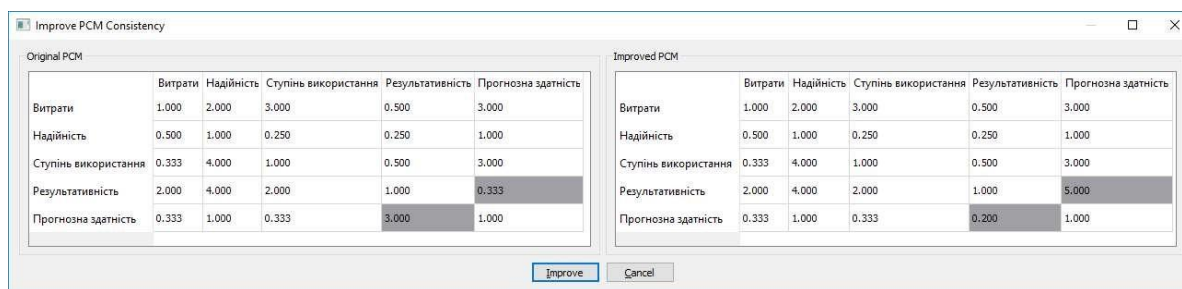 Improve PCM Consistency
Original PCM
Витрати Надійність Ступінь використання Результативність Прогнозна здатність
Витрати 1.000 2.000 3.000 0.500 3.000
Надійність 0.500 1.000 0.250 0.250 1.000
Ступінь використання 0.333 4.000 1.000 0.500 3.000
Результативність 2.000 4.000 2.000 1.000 0.333
Прогнозна здатність 0.333 1.000 0.333 3.000 1.000
Improved PCM
Витрати Надійність Ступінь використання Результативність Прогнозна здатність
Витрати 1.000 2.000 3.000 0.500 3.000
Надійність 0.500 1.000 0.250 0.250 1.000
Ступінь використання 0.333 4.000 1.000 0.500 3.000
Результативність 2.000 4.000 2.000 1.000 5.000
Прогнозна здатність 0.333 1.000 0.333 0.200 1.000
Improve Cancel